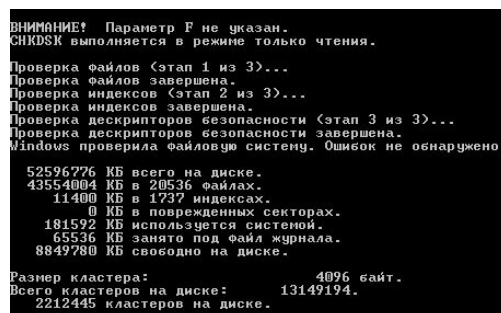 ВНИМАНИЕ!  Параметр F не указан.
CHKDSK выполняется в режиме только чтения.
Проверка файлов (этап 1 из 3)...
Проверка файлов завершена.
Проверка индексов (этап 2 из 3)...
Проверка индексов завершена.
Проверка дескрипторов безопасности (этап 3 из 3)...
Проверка дескрипторов безопасности завершена.
Windows проверила файловую систему. Ошибок не обнаружено
52596776 КБ всего на диске.
43554004 КБ в 20536 файлах.
11400 КБ в 1737 индексах.
0 КБ в поврежденных секторах.
181592 КБ используется системой.
65536 КБ занято под файл журнала.
8849780 КБ свободно на диске.
Размер кластера: 4096 байт.
Всего кластеров на диске: 13149194.
2212445 кластеров на диске.